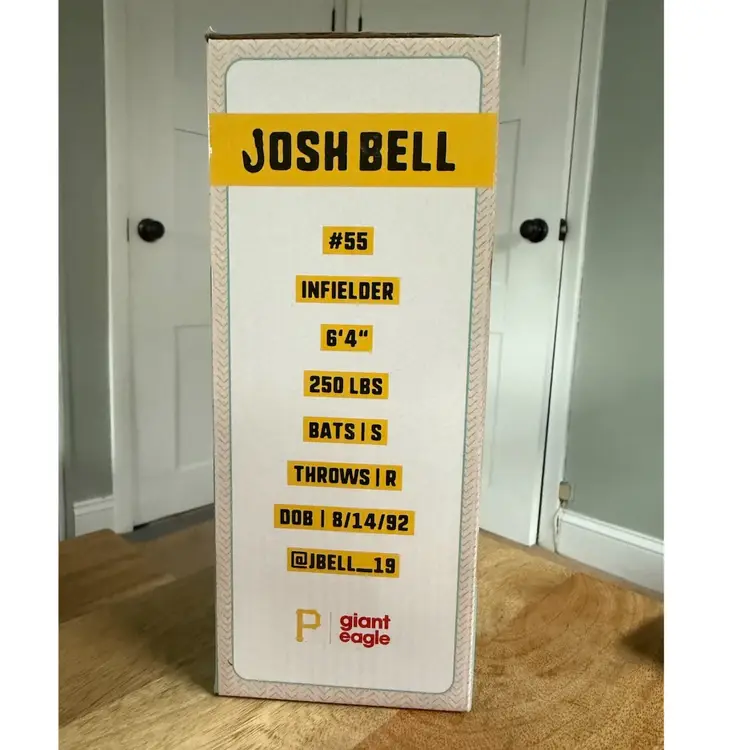 JOSH BELL
#55
INFIELDER
6'4"
250 LBS
BATS | S
THROWS | R
DOB | 8/14/92
@JBELL_19
P | giant
eagle